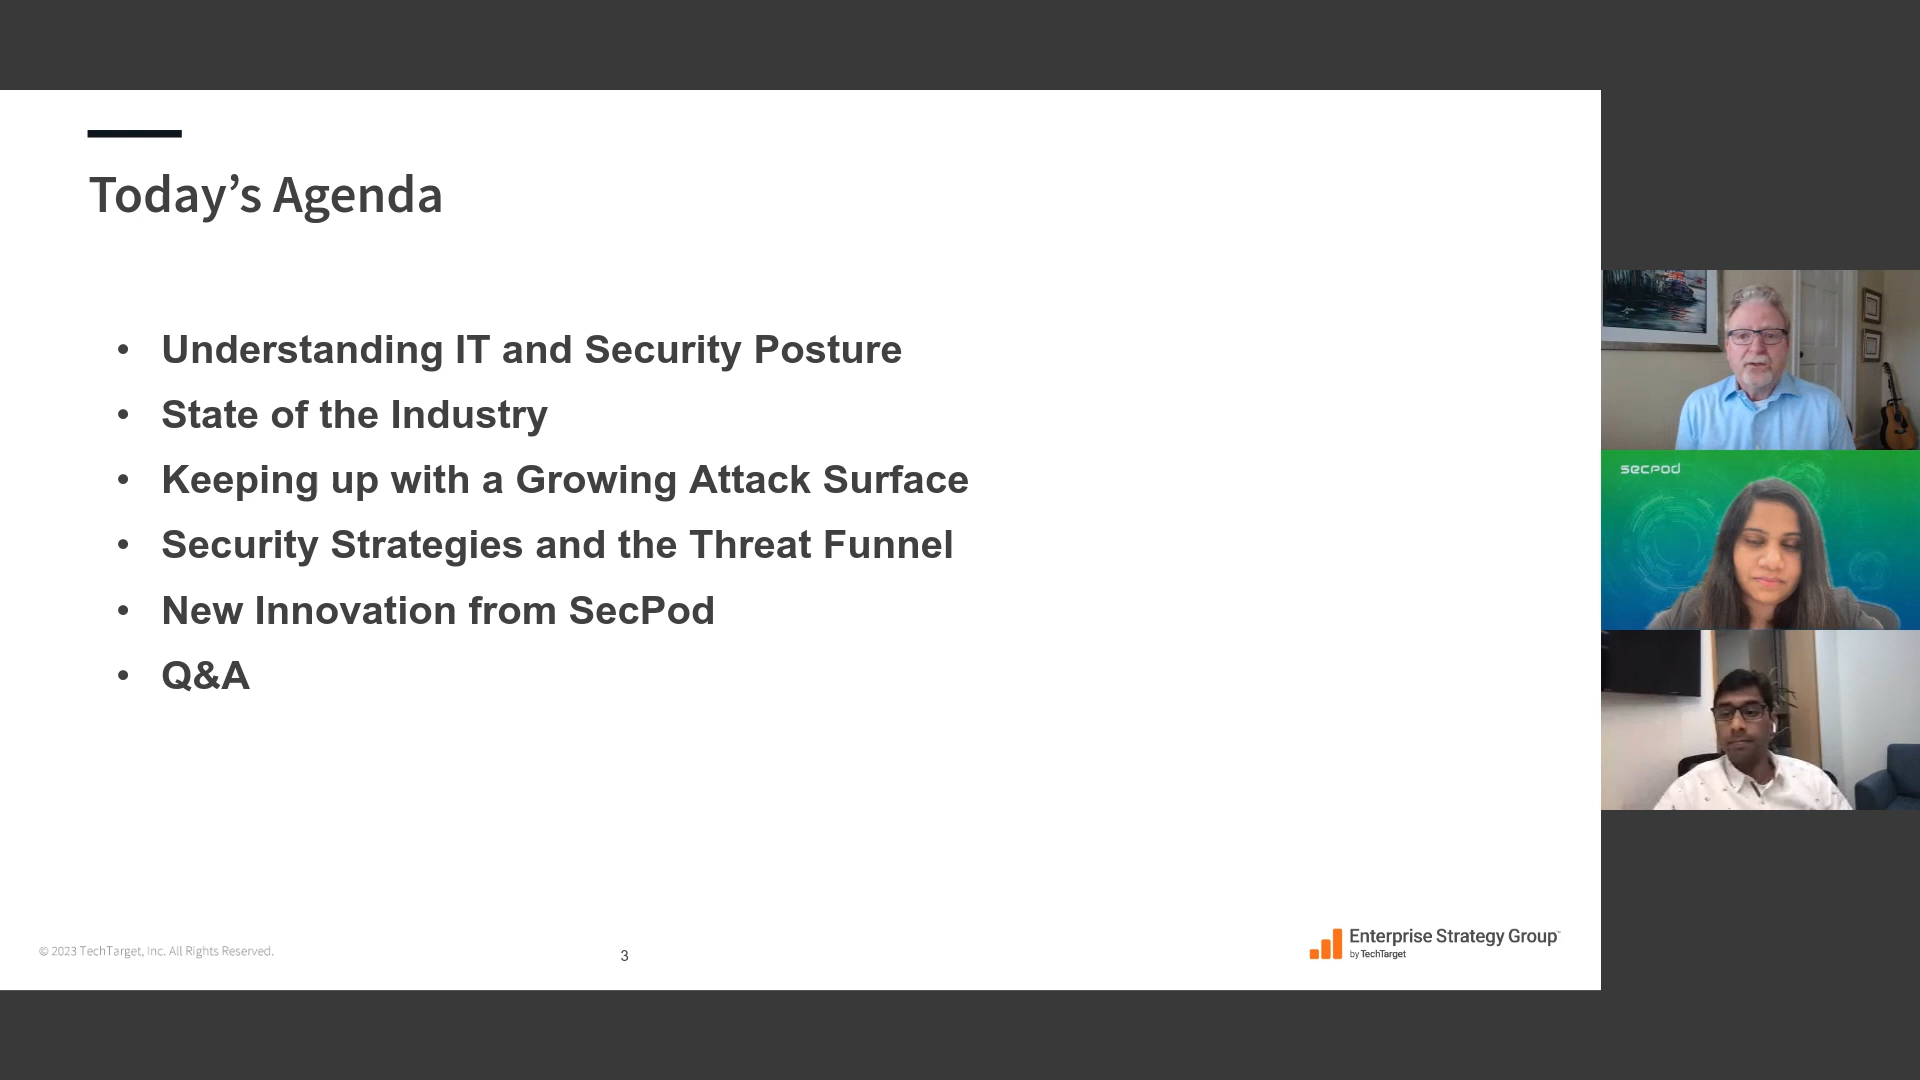 Today’s Agenda
• Understanding IT and Security Posture
• State of the Industry
• Keeping up with a Growing Attack Surface
• Security Strategies and the Threat Funnel
• New Innovation from SecPod
• Q&A
secpod
© 2023 TechTarget, Inc. All Rights Reserved.
3
Enterprise Strategy Group™
by TechTarget